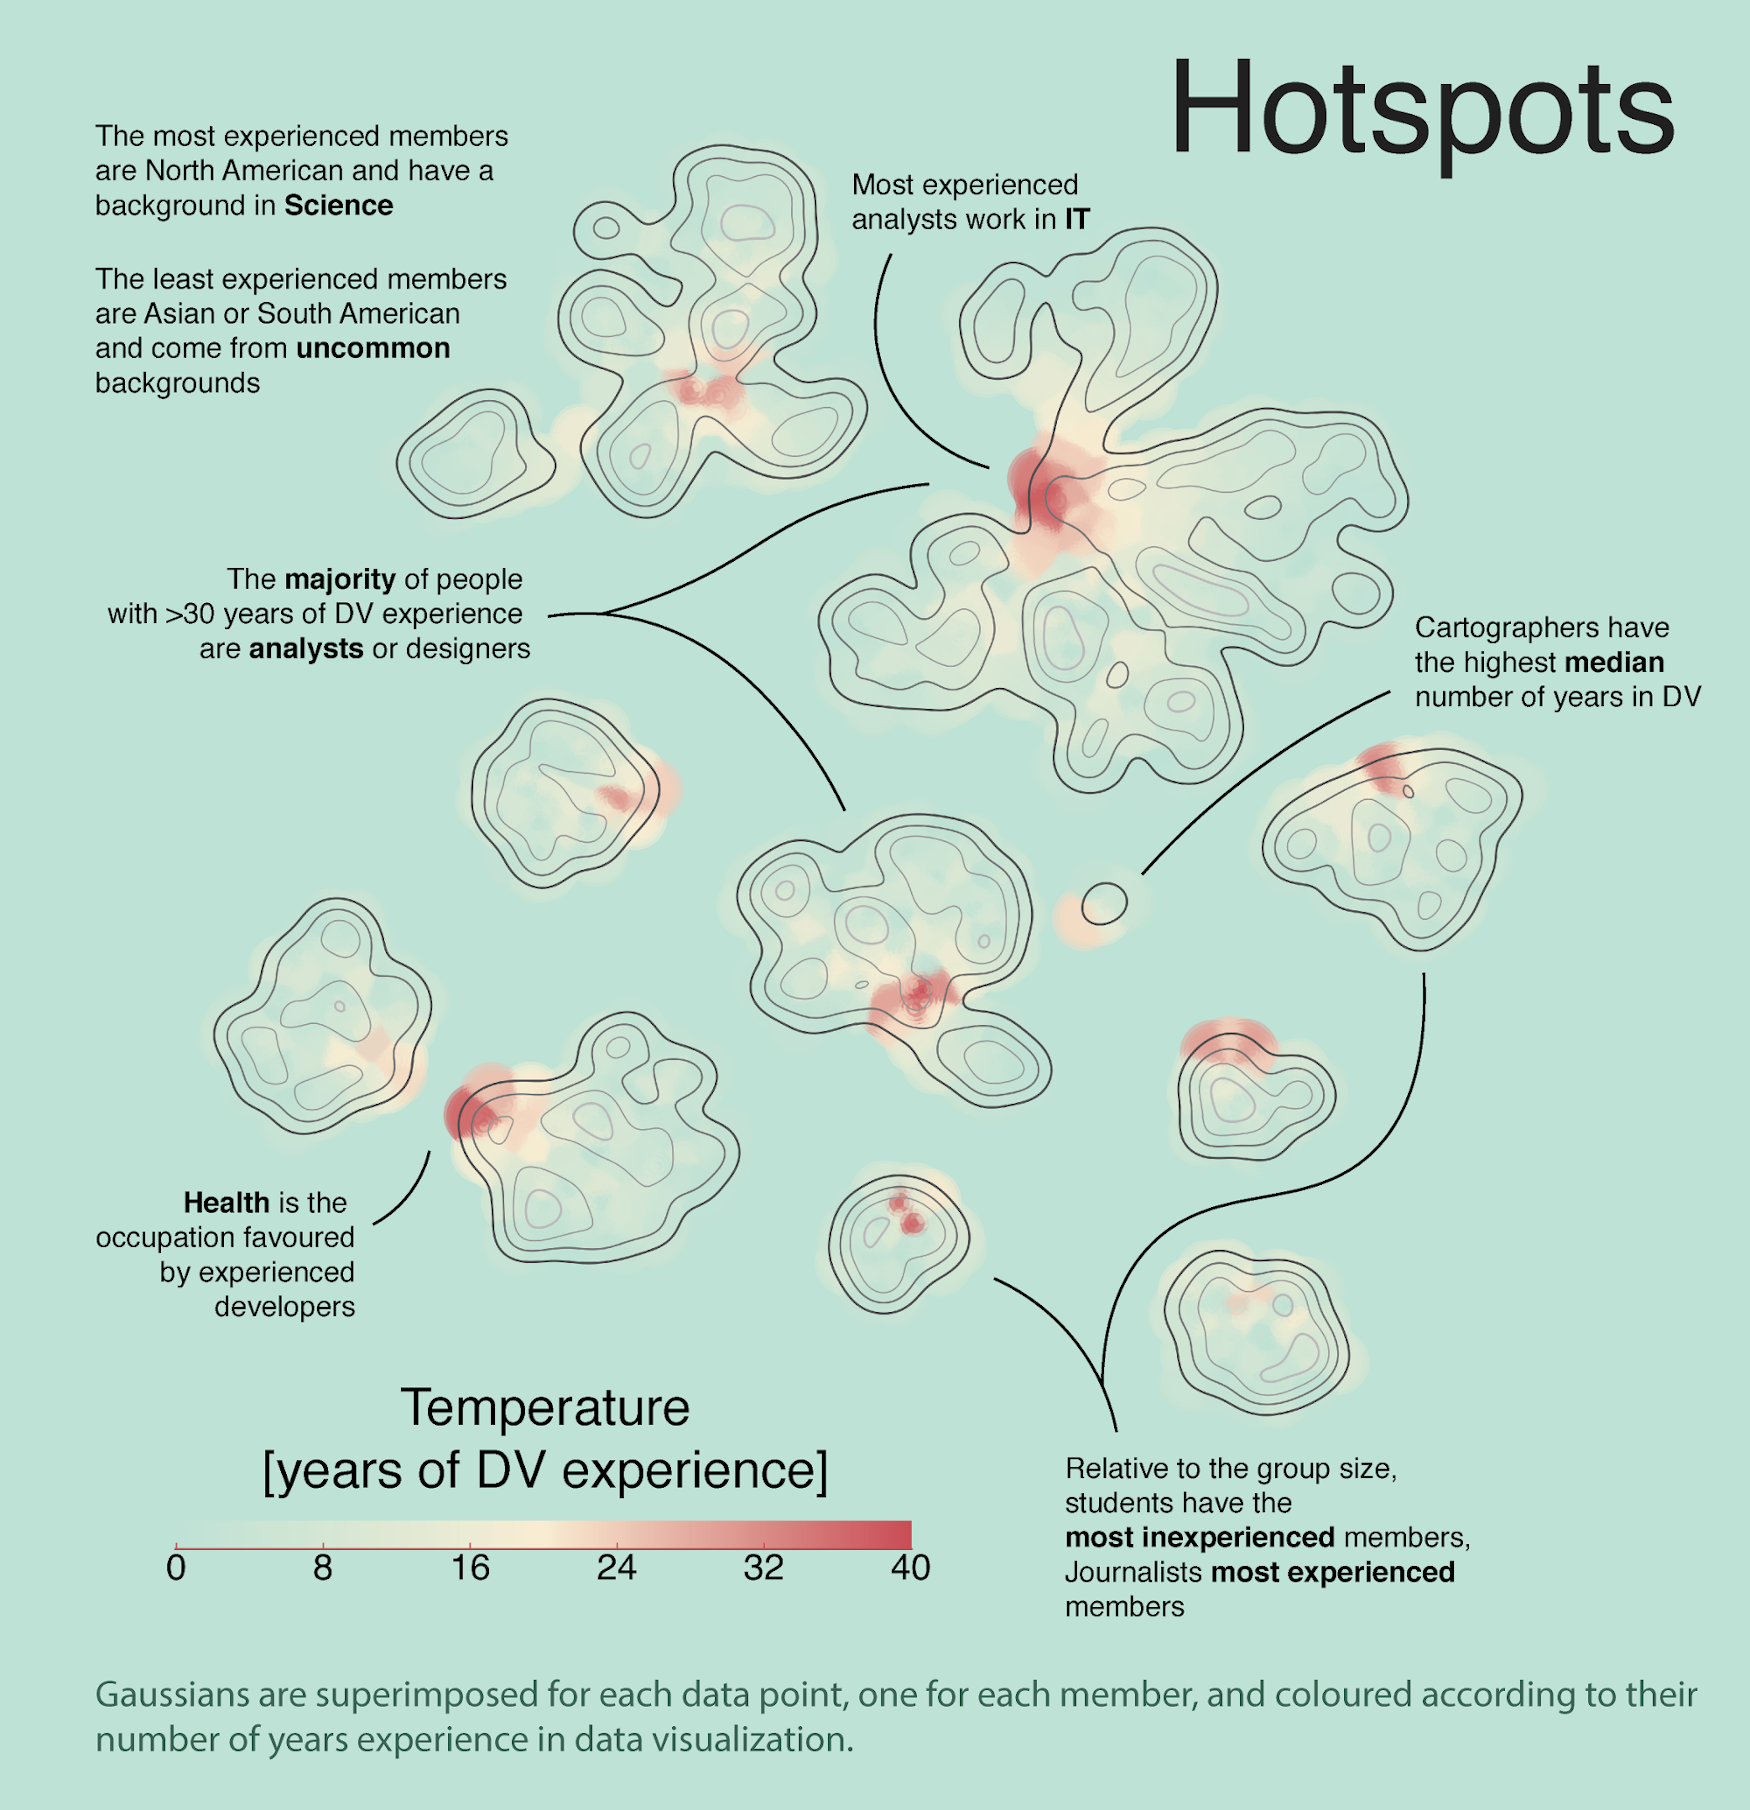 Hotspots
The most experienced members
are North American and have a
background in Science
The least experienced members
are Asian or South American
and come from uncommon
backgrounds
Most experienced
analysts work in IT
The majority of people
with >30 years of DV experience
are analysts or designers
Cartographers have
the highest median
number of years in DV
Health is the
occupation favoured
by experienced
developers
Temperature
[years of DV experience]
0 8 16 24 32 40
Relative to the group size,
students have the
most inexperienced members,
Journalists most experienced
members
Gaussians are superimposed for each data point, one for each member, and coloured according to their
number of years experience in data visualization.